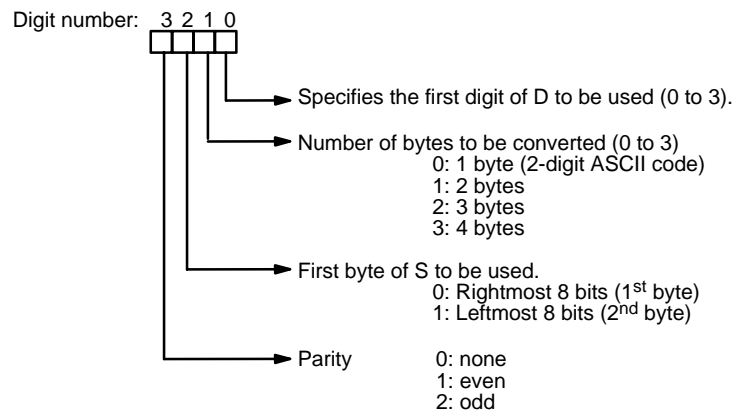 Digit number: 3 2 1 0
Specifies the first digit of D to be used (0 to 3).
Number of bytes to be converted (0 to 3)
0: 1 byte (2-digit ASCII code)
1: 2 bytes
2: 3 bytes
3: 4 bytes
First byte of S to be used.
0: Rightmost 8 bits (1st byte)
1: Leftmost 8 bits (2nd byte)
Parity 0: none
1: even
2: odd